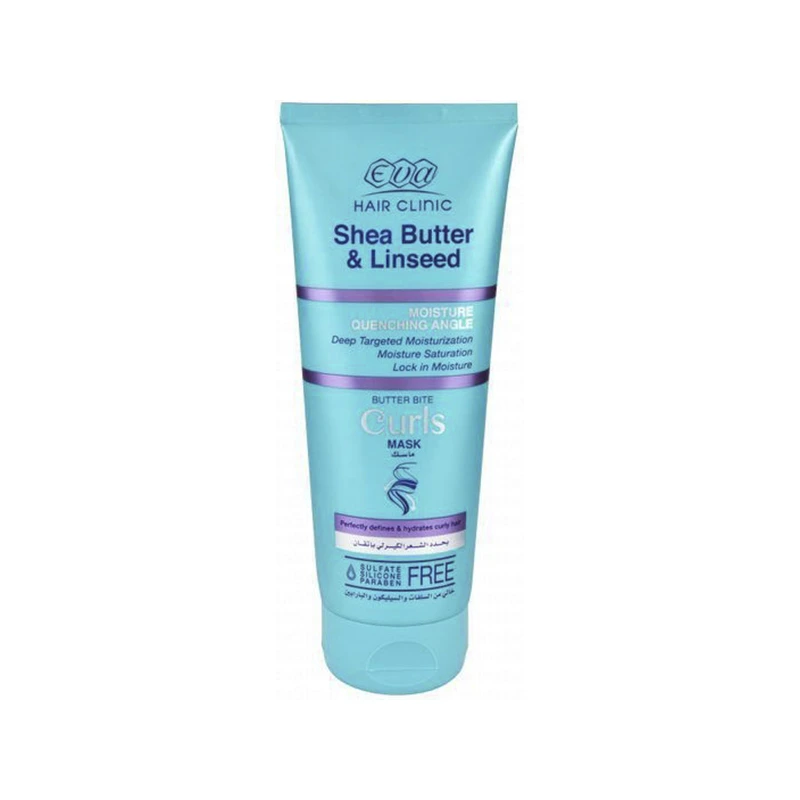 eva
HAIR CLINIC
Shea Butter
& Linseed
MOISTURE
QUENCHING ANGLE
Deep Targeted Moisturization
Moisture Saturation
Lock in Moisture
BUTTER BITE
Curls
MASK
ماسك
Perfectly defines & hydrates curly hair
يحدد الشعر الكيرلي بإتقان
SULFATE
SILICONE
PARABEN
FREE
خالي من السلفات والسيليكون والبارابين